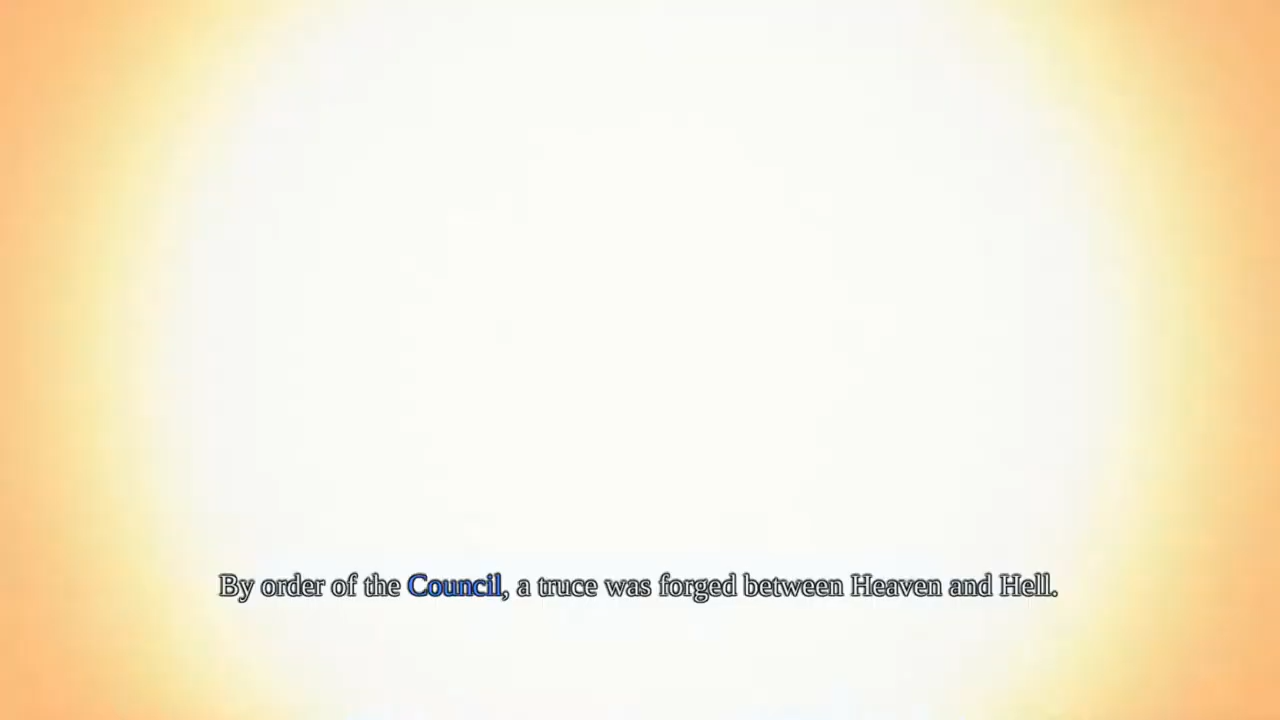 By order of the Council, a truce was forged between Heaven and Hell.